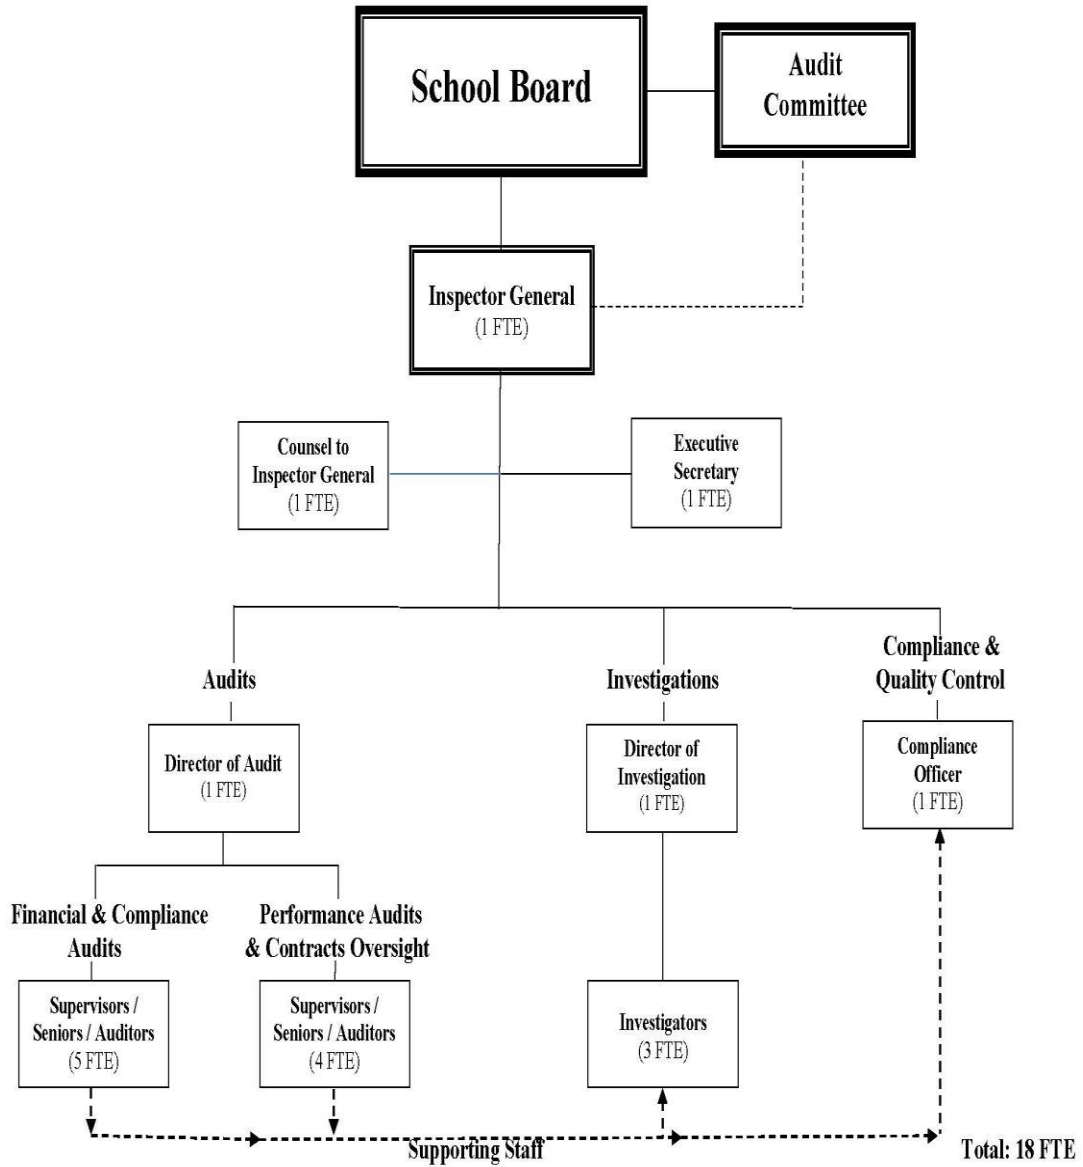 School Board
Audit
Committee
Inspector General
(1 FTE)
Counsel to
Inspector General
(1 FTE)
Executive
Secretary
(1 FTE)
Audits
Investigations
Compliance &
Quality Control
Director of Audit
(1 FTE)
Director of
Investigation
(1 FTE)
Compliance
Officer
(1 FTE)
Financial & Compliance
Audits
Performance Audits
& Contracts Oversight
Supervisors /
Seniors / Auditors
(5 FTE)
Supervisors /
Seniors / Auditors
(4 FTE)
Investigators
(3 FTE)
Supporting Staff
Total: 18 FTE